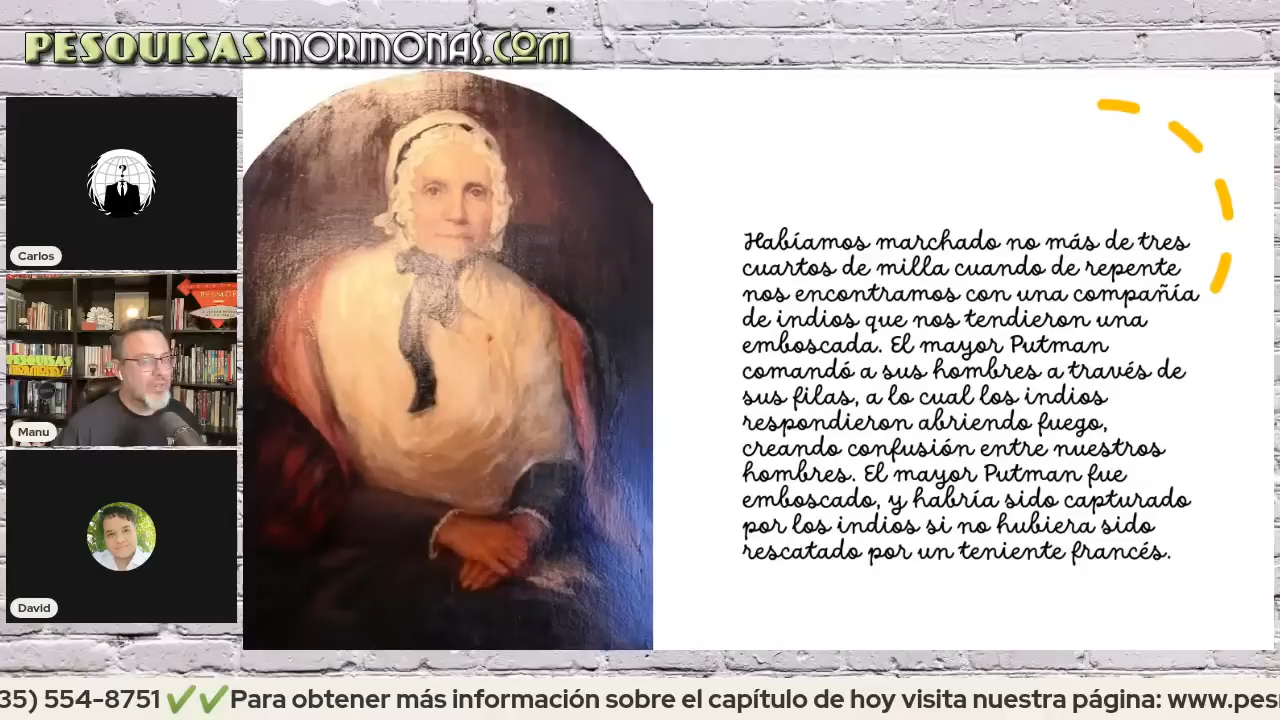 PESQUISASMORMONAS.COM
Carlos
PESQUISAS
Manu
David
Habíamos marchado no más de tres
cuartos de milla cuando de repente
nos encontramos con una compañía
de indios que nos tendieron una
emboscada. El mayor Putman
comandó a sus hombres a través de
sus filas, a lo cual los indios
respondieron abriendo fuego,
creando confusión entre nuestros
hombres. El mayor Putman fue
emboscado, y habría sido capturado
por los indios si no hubiera sido
rescatado por un teniente francés.
35) 554-8751 ✔✔Para obtener más información sobre el capítulo de hoy visita nuestra página: www.pes